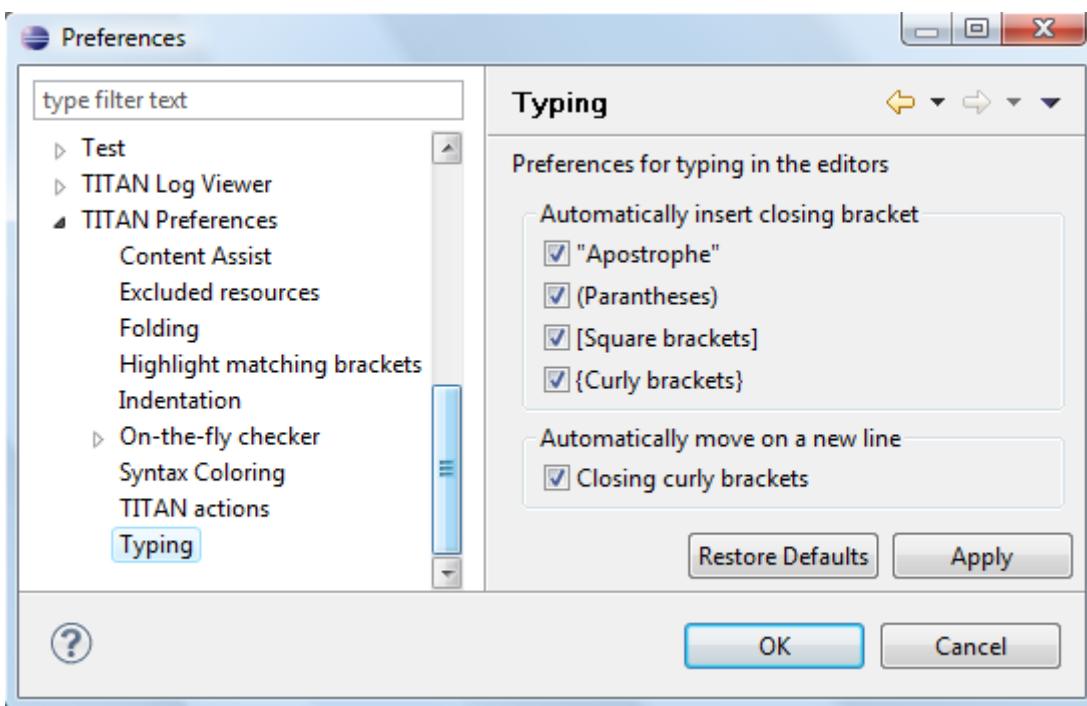 Preferences
type filter text
Test
TITAN Log Viewer
TITAN Preferences
Content Assist
Excluded resources
Folding
Highlight matching brackets
Indentation
On-the-fly checker
Syntax Coloring
TITAN actions
Typing
Typing
Preferences for typing in the editors
Automatically insert closing bracket
"Apostrophe"
(Parantheses)
[Square brackets]
{Curly brackets}
Automatically move on a new line
Closing curly brackets
Restore Defaults
Apply
?
OK
Cancel